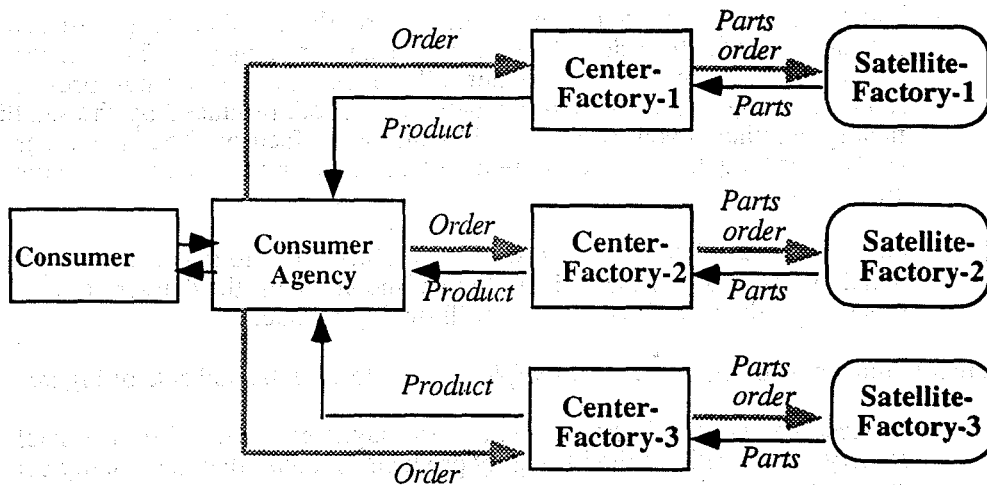 Order
Center-
Factory-1
Parts
order
Parts
Satellite-
Factory-1
Product
Consumer
Consumer
Agency
Order
Product
Center-
Factory-2
Parts
order
Parts
Satellite-
Factory-2
Product
Order
Center-
Factory-3
Parts
order
Parts
Satellite-
Factory-3